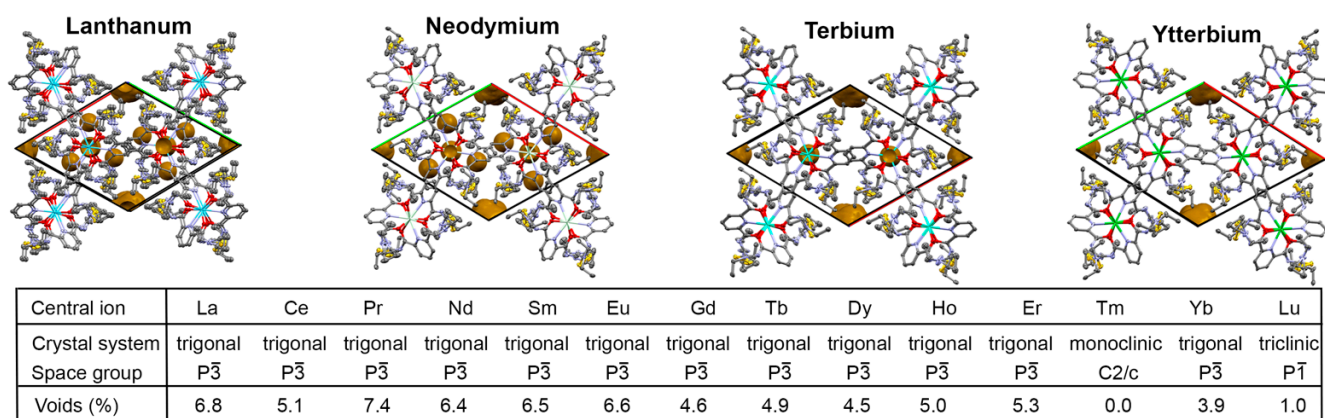 Lanthanum Neodymium Terbium Ytterbium
Central ion La Ce Pr Nd Sm Eu Gd Tb Dy Ho Er Tm Yb Lu
Crystal system trigonal trigonal trigonal trigonal trigonal trigonal trigonal trigonal trigonal trigonal trigonal monoclinic trigonal triclinic
Space group P3̅ P3̅ P3̅ P3̅ P3̅ P3̅ P3̅ P3̅ P3̅ P3̅ P3̅ C2/c P3̅ P1̅
Voids (%) 6.8 5.1 7.4 6.4 6.5 6.6 4.6 4.9 4.5 5.0 5.3 0.0 3.9 1.0